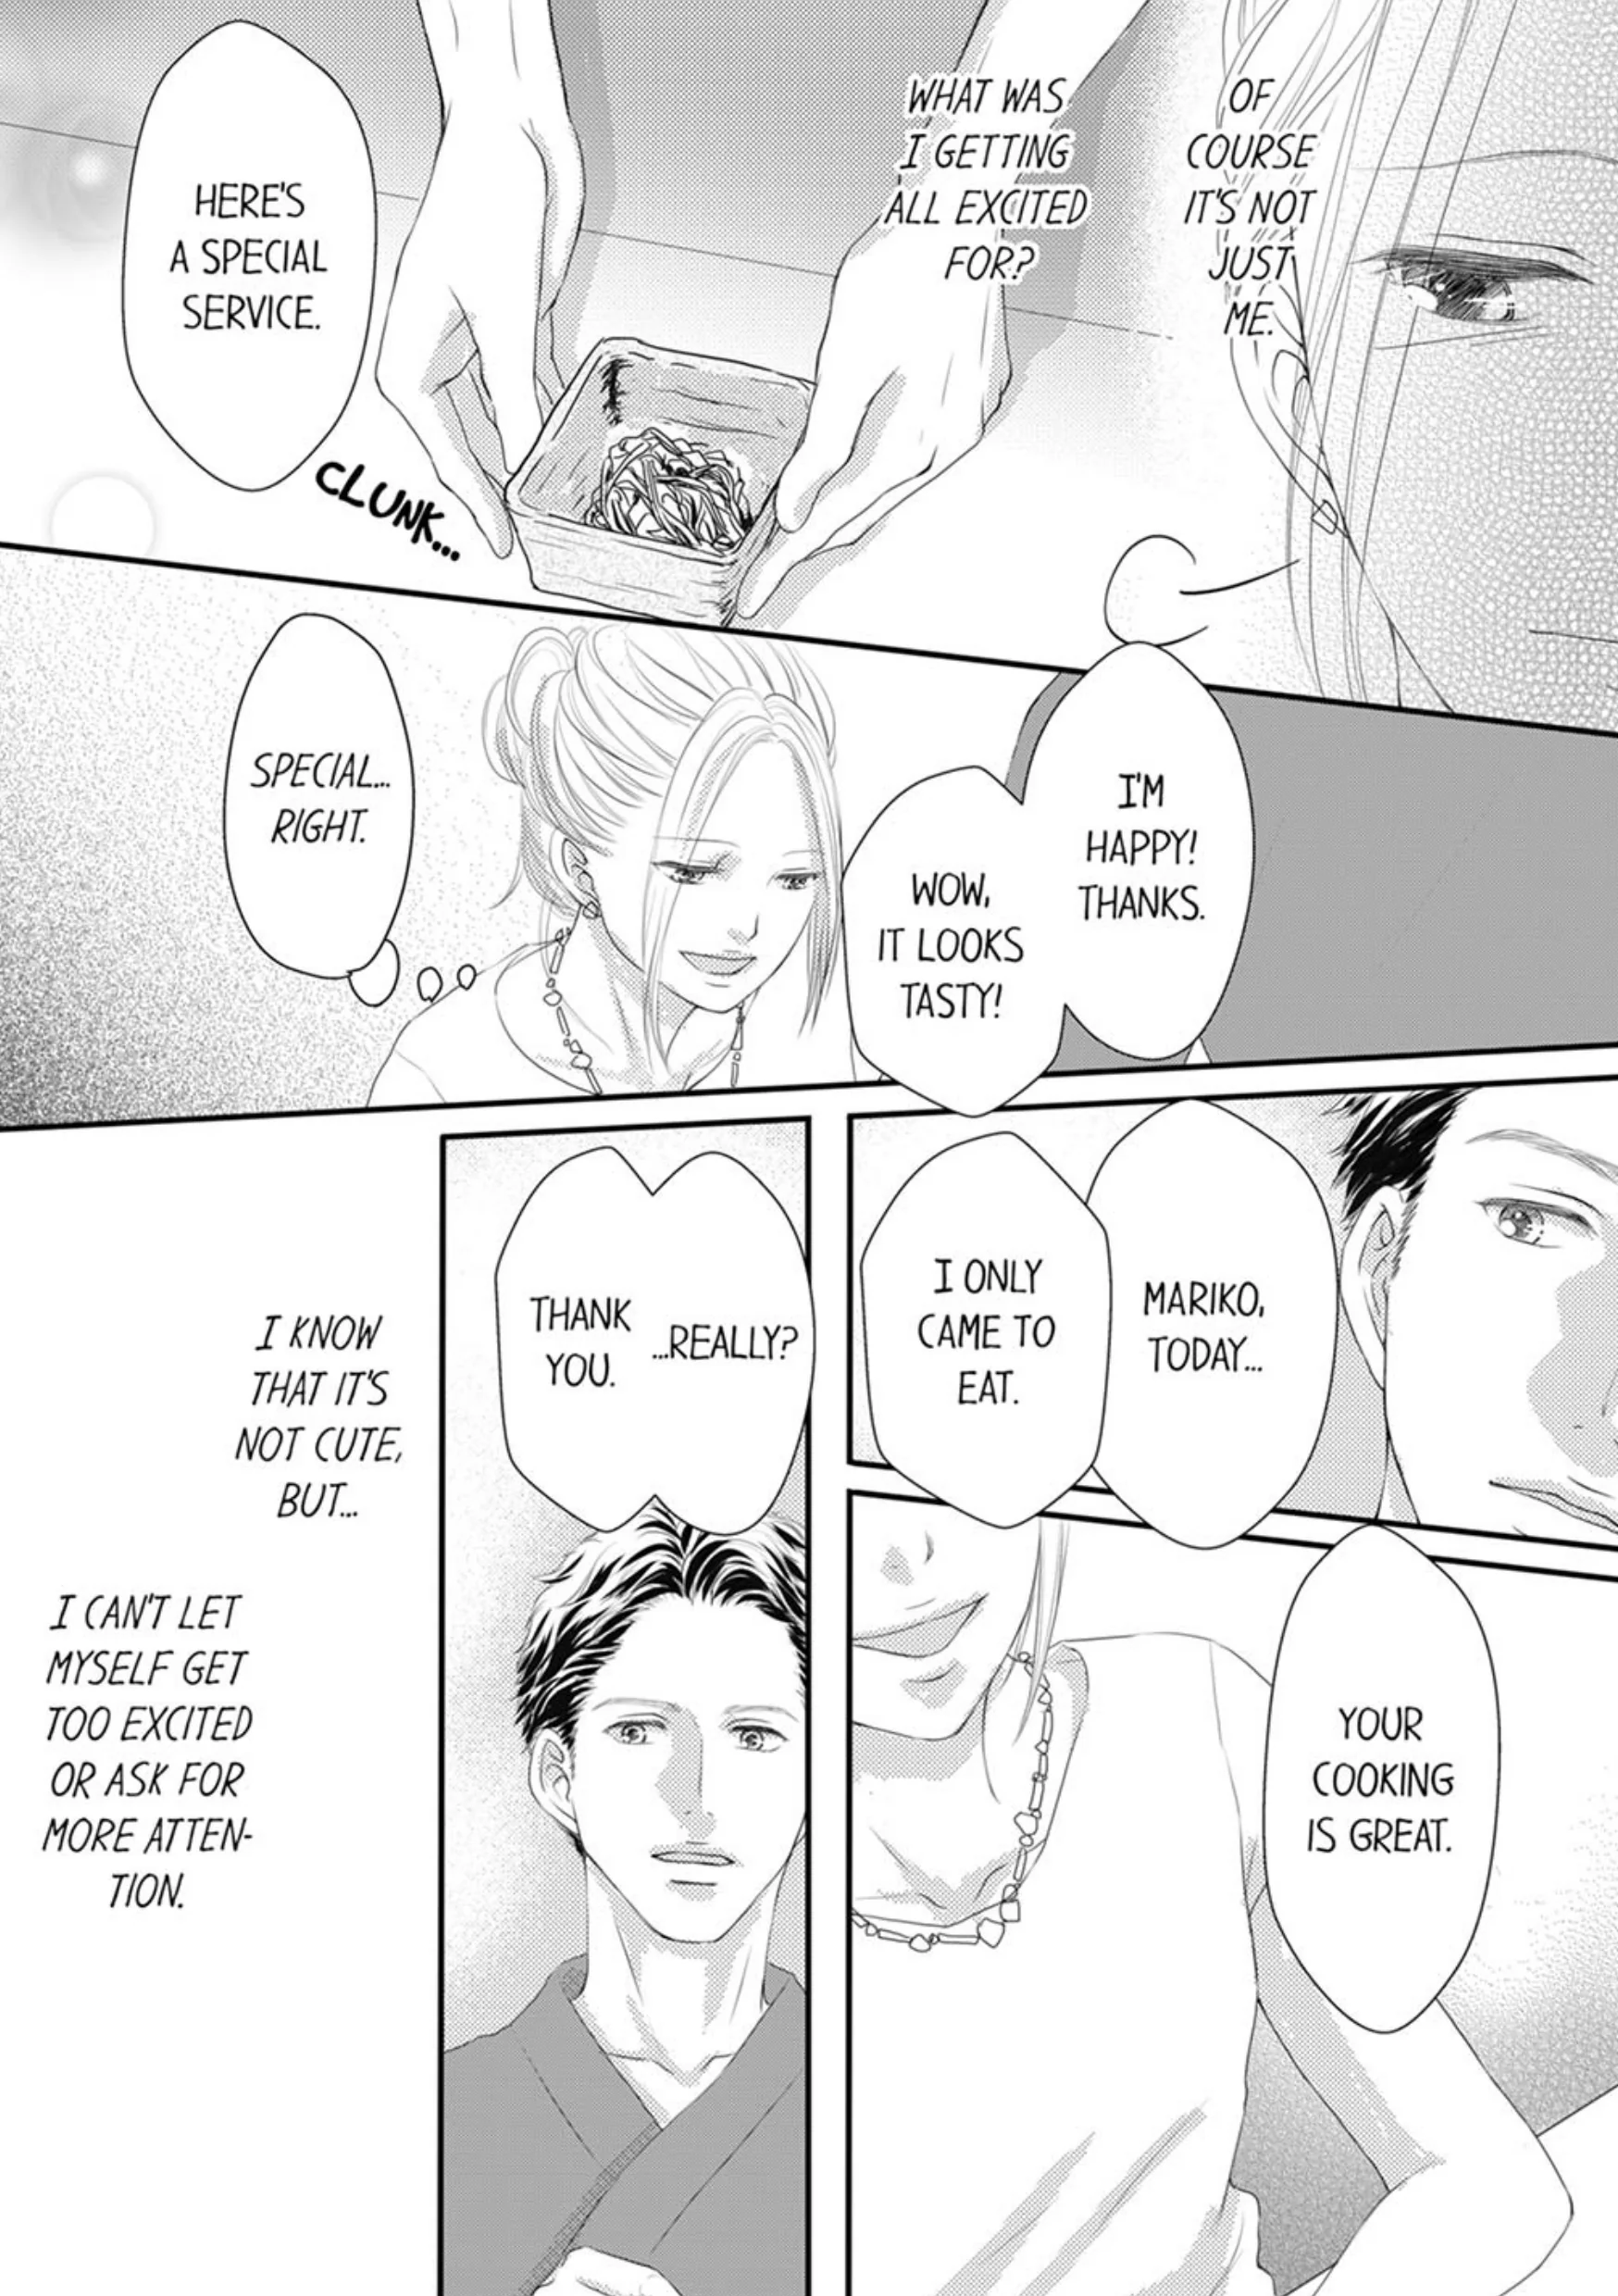 OF
COURSE
IT'S NOT
JUST
ME.
WHAT WAS
I GETTING
ALL EXCITED
FOR?
HERE'S
A SPECIAL
SERVICE.
CLUNK...
I'M
HAPPY!
THANKS.
WOW,
IT LOOKS
TASTY!
SPECIAL...
RIGHT.
MARIKO,
TODAY...
I ONLY
CAME TO
EAT.
YOUR
COOKING
IS GREAT.
...REALLY?
THANK
YOU.
I KNOW
THAT IT'S
NOT CUTE,
BUT...
I CAN'T LET
MYSELF GET
TOO EXCITED
OR ASK FOR
MORE ATTEN-
TION.